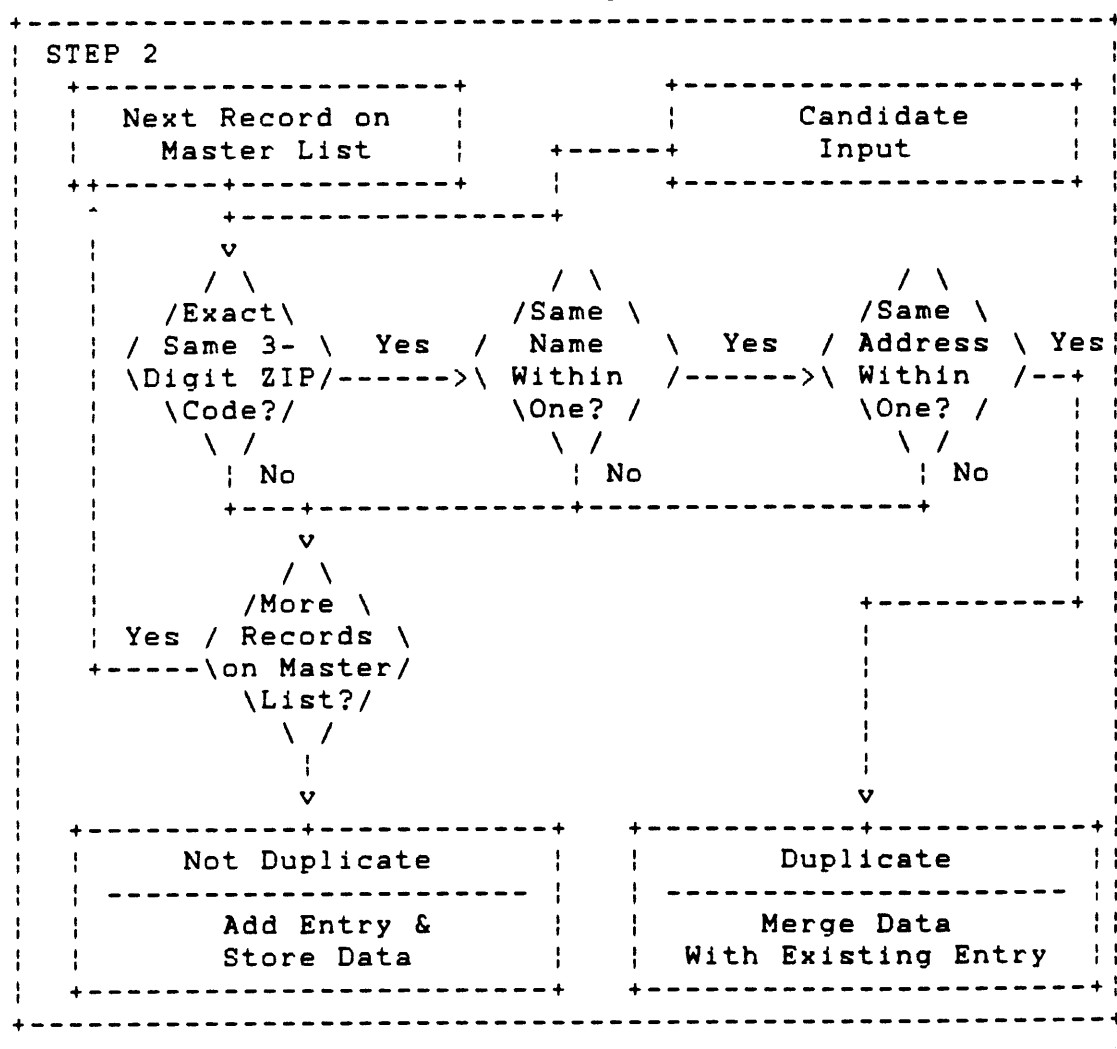 STEP 2
Next Record on
Master List
Candidate
Input
Exact
Same 3-
Digit ZIP
Code?
Yes
Same
Name
Within
One?
Yes
Same
Address
Within
One?
Yes
No
No
No
More
Records
on Master
List?
Yes
Not Duplicate
Add Entry &
Store Data
Duplicate
Merge Data
With Existing Entry